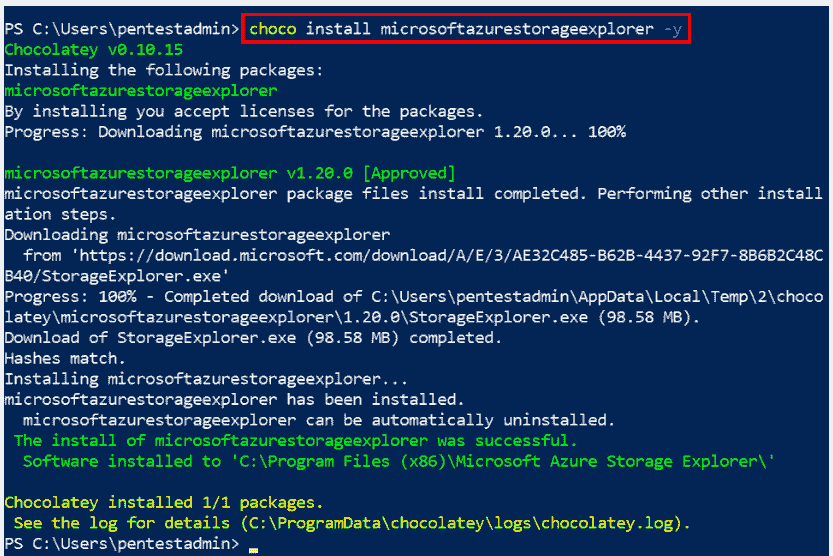 PS C:\Users\pentestadmin> choco install microsoftazurestorageexplorer -y
Chocolatey v0.10.15
Installing the following packages:
microsoftazurestorageexplorer
By installing you accept licenses for the packages.
Progress: Downloading microsoftazurestorageexplorer 1.20.0... 100%
microsoftazurestorageexplorer v1.20.0 [Approved]
microsoftazurestorageexplorer package files install completed. Performing other install
ation steps.
Downloading microsoftazurestorageexplorer
  from 'https://download.microsoft.com/download/A/E/3/AE32C485-B62B-4437-92F7-8B6B2C48C
B40/StorageExplorer.exe'
Progress: 100% - Completed download of C:\Users\pentestadmin\AppData\Local\Temp\2\choco
latey\microsoftazurestorageexplorer\1.20.0\StorageExplorer.exe (98.58 MB).
Download of StorageExplorer.exe (98.58 MB) completed.
Hashes match.
Installing microsoftazurestorageexplorer...
microsoftazurestorageexplorer has been installed.
  microsoftazurestorageexplorer can be automatically uninstalled.
 The install of microsoftazurestorageexplorer was successful.
  Software installed to 'C:\Program Files (x86)\Microsoft Azure Storage Explorer\'
Chocolatey installed 1/1 packages.
 See the log for details (C:\ProgramData\chocolatey\logs\chocolatey.log).
PS C:\Users\pentestadmin> _